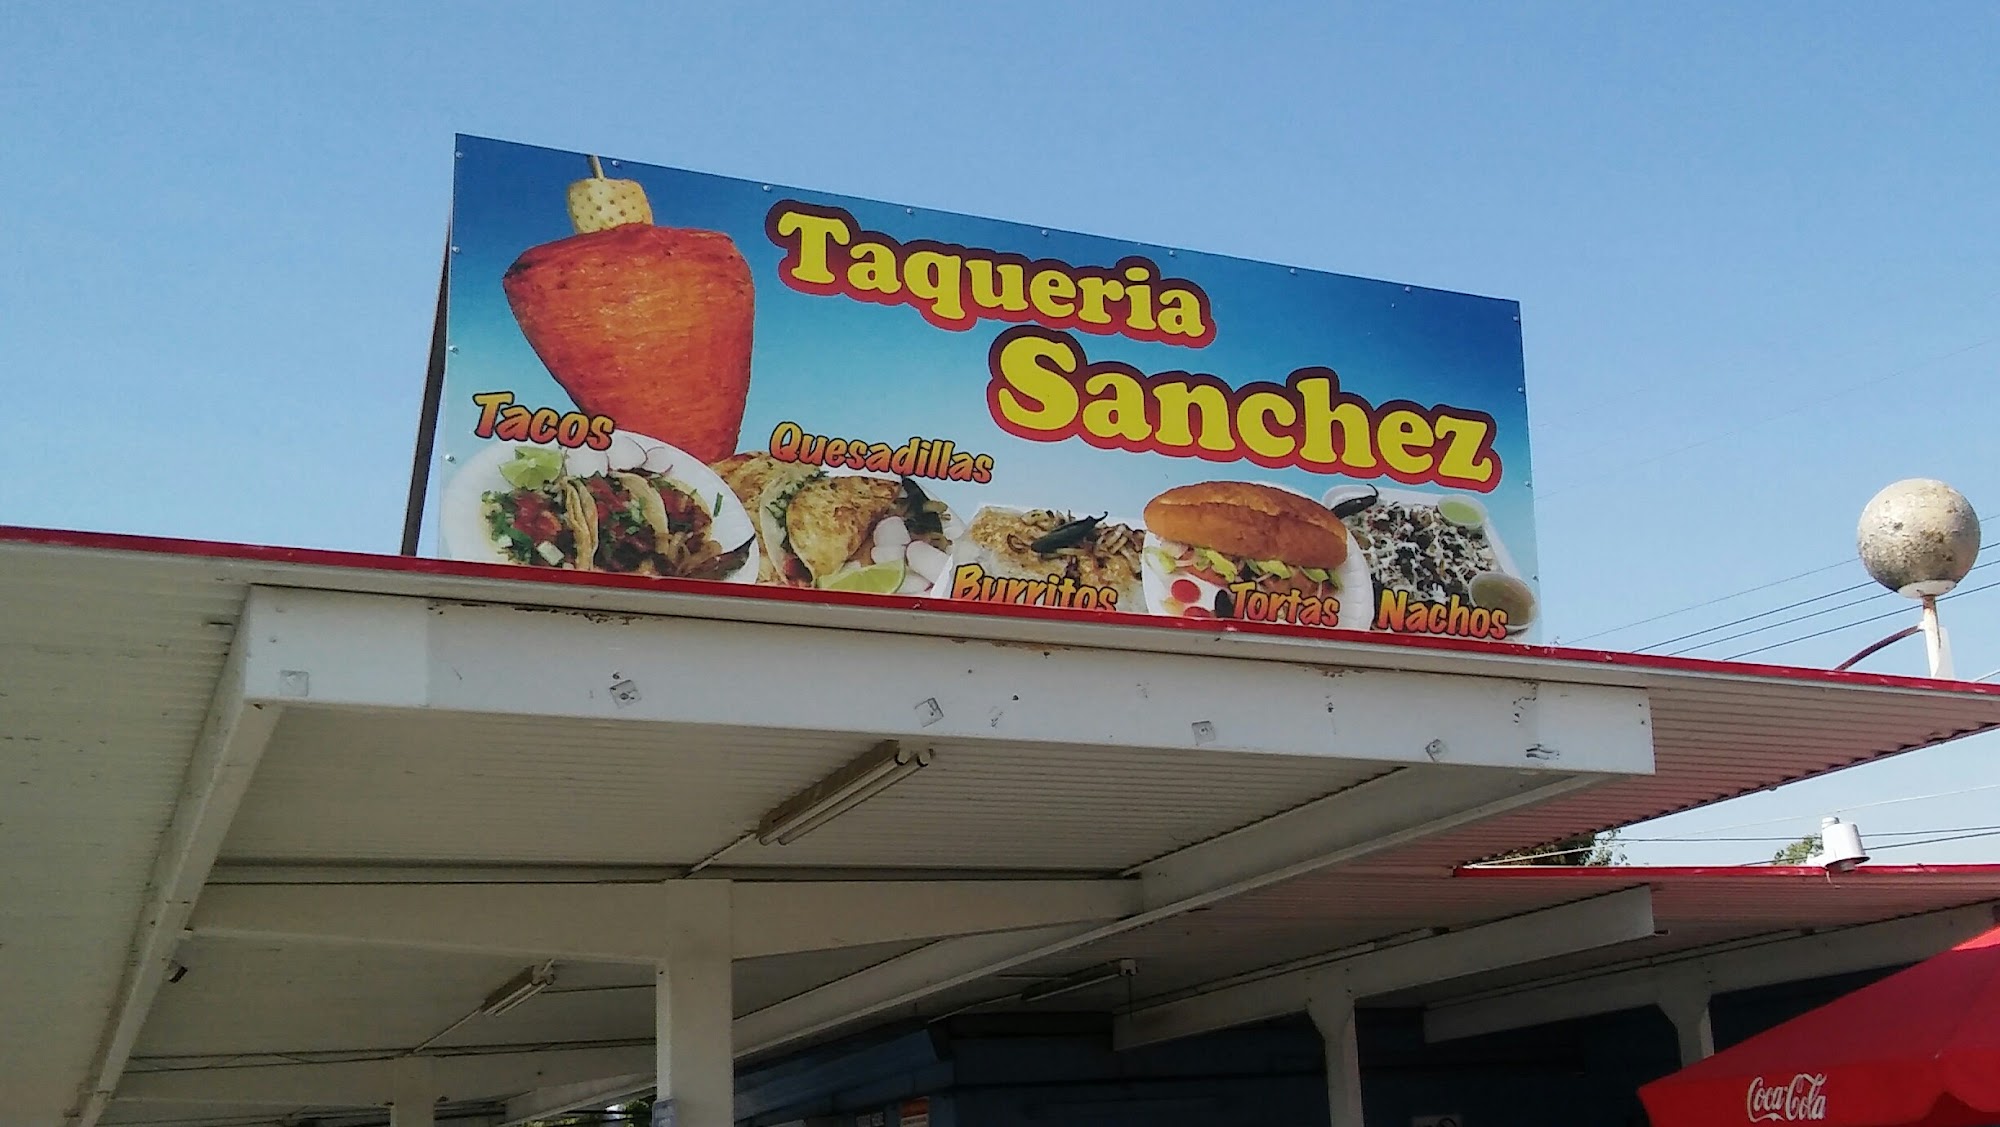 Taqueria
Sanchez
Tacos
Quesadillas
Burritos
Tortas
Nachos
Coca-Cola